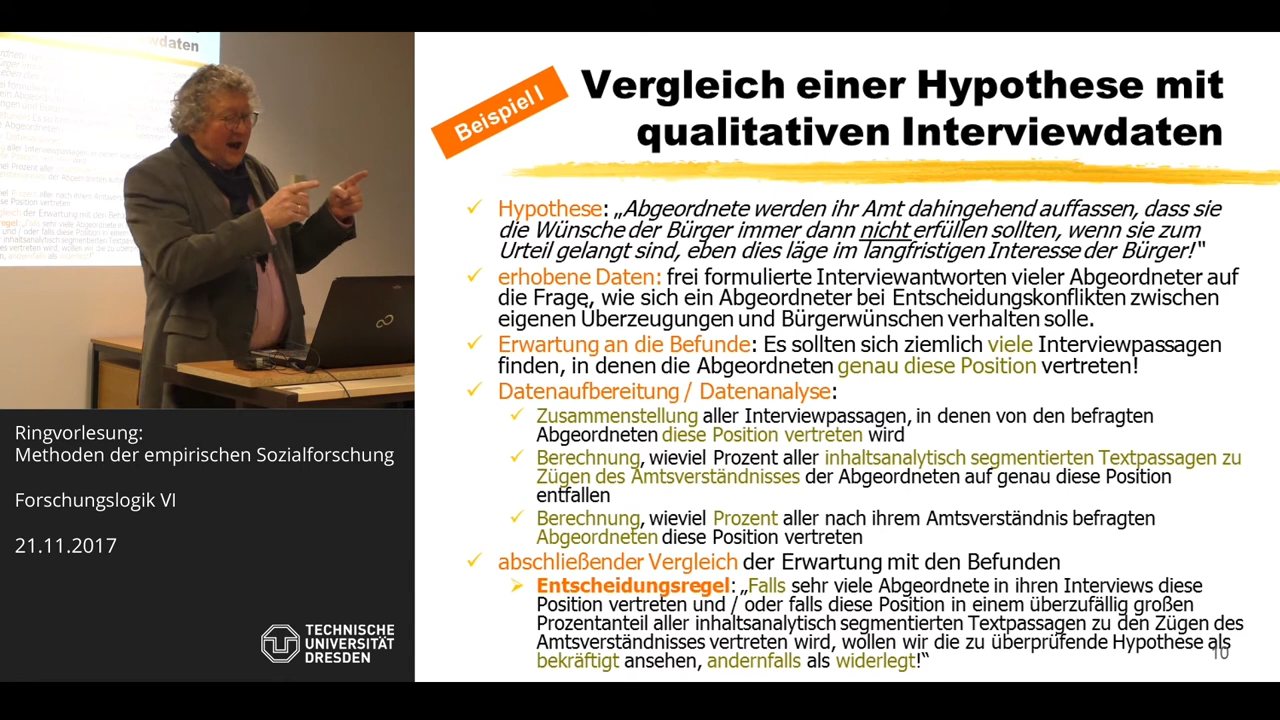 Beispiel I
Vergleich einer Hypothese mit
qualitativen Interviewdaten
Hypothese: „Abgeordnete werden ihr Amt dahingehend auffassen, dass sie
die Wünsche der Bürger immer dann nicht erfüllen sollten, wenn sie zum
Urteil gelangt sind, eben dies läge im langfristigen Interesse der Bürger!“
erhobene Daten: frei formulierte Interviewantworten vieler Abgeordneter auf
die Frage, wie sich ein Abgeordneter bei Entscheidungskonflikten zwischen
eigenen Überzeugungen und Bürgerwünschen verhalten solle.
Erwartung an die Befunde: Es sollten sich ziemlich viele Interviewpassagen
finden, in denen die Abgeordneten genau diese Position vertreten!
Datenaufbereitung / Datenanalyse:
Zusammenstellung aller Interviewpassagen, in denen von den befragten
Abgeordneten diese Position vertreten wird
Berechnung, wieviel Prozent aller inhaltsanalytisch segmentierten Textpassagen zu
Zügen des Amtsverständnisses der Abgeordneten auf genau diese Position
entfallen
Berechnung, wieviel Prozent aller nach ihrem Amtsverständnis befragten
Abgeordneten diese Position vertreten
abschließender Vergleich der Erwartung mit den Befunden
Entscheidungsregel: „Falls sehr viele Abgeordnete in ihren Interviews diese
Position vertreten und / oder falls diese Position in einem überzufällig großen
Prozentanteil aller inhaltsanalytisch segmentierten Textpassagen zu den Zügen des
Amtsverständnisses vertreten wird, wollen wir die zu überprüfende Hypothese als
bekräftigt ansehen, andernfalls als widerlegt!“
10
Ringvorlesung:
Methoden der empirischen Sozialforschung
Forschungslogik VI
21.11.2017
TECHNISCHE
UNIVERSITÄT
DRESDEN